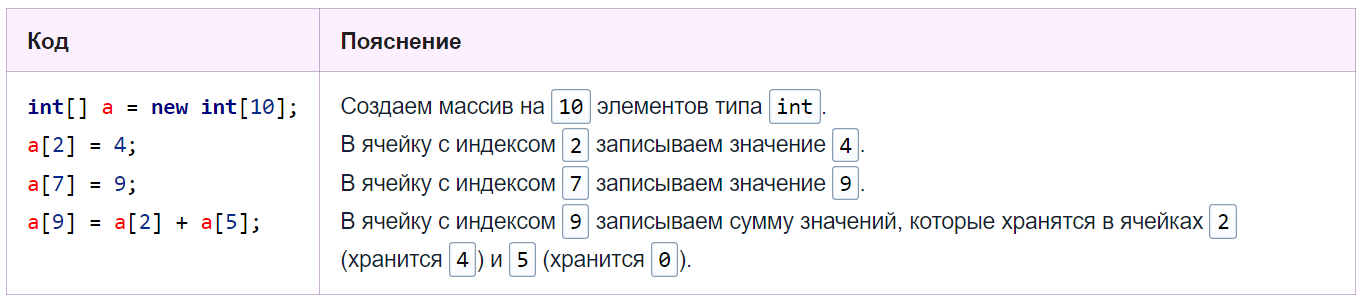 Код
Пояснение
int[] a = new int[10];
a[2] = 4;
a[7] = 9;
a[9] = a[2] + a[5];
Создаем массив на 10 элементов типа int.
В ячейку с индексом 2 записываем значение 4.
В ячейку с индексом 7 записываем значение 9.
В ячейку с индексом 9 записываем сумму значений, которые хранятся в ячейках 2
(хранится 4) и 5 (хранится 0).